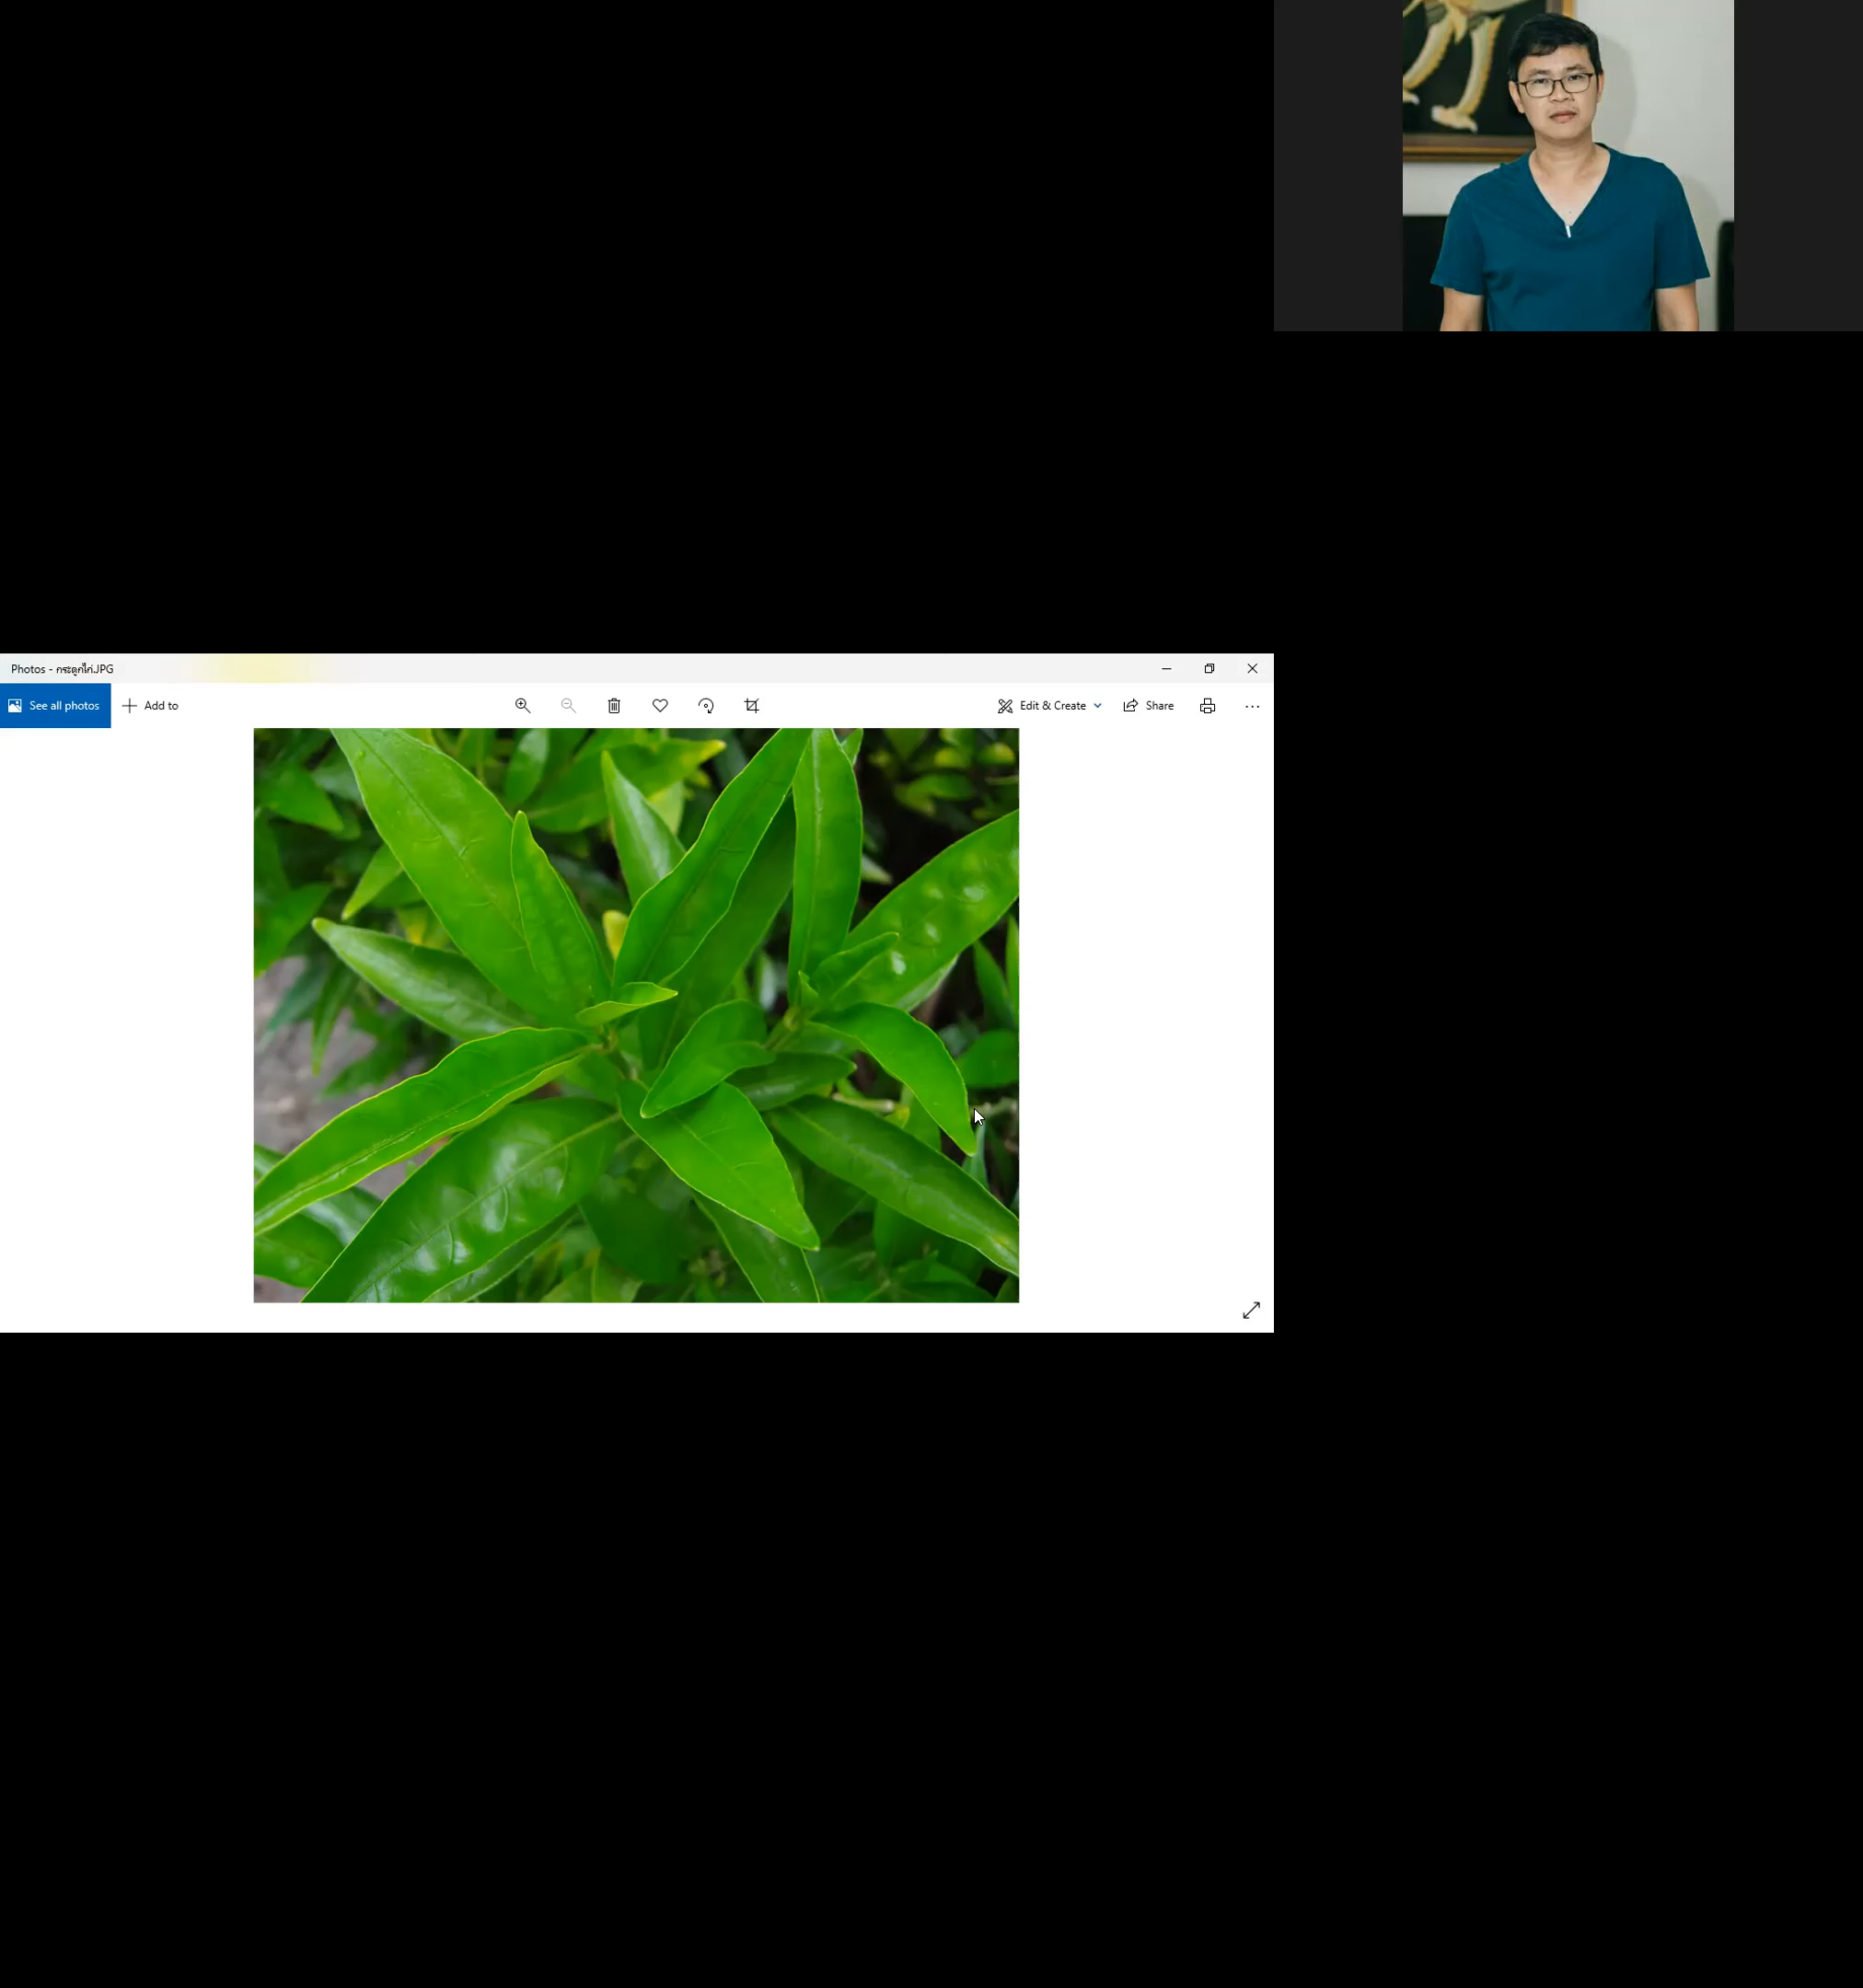 Photos - กระดูกไก่.JPG
See all photos
Add to
Edit & Create
Share